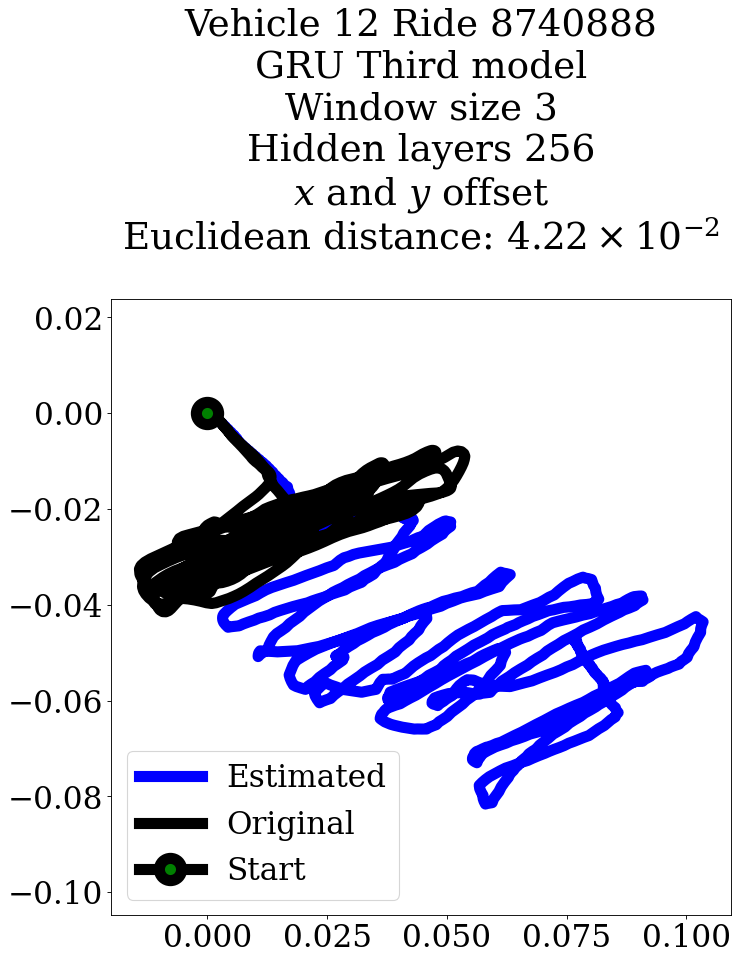 Vehicle 12 Ride 8740888
GRU Third model
Window size 3
Hidden layers 256
x and y offset
Euclidean distance: 4.22 × 10⁻²
0.02
0.00
−0.02
−0.04
−0.06
−0.08
−0.10
Estimated
Original
Start
0.000 0.025 0.050 0.075 0.100